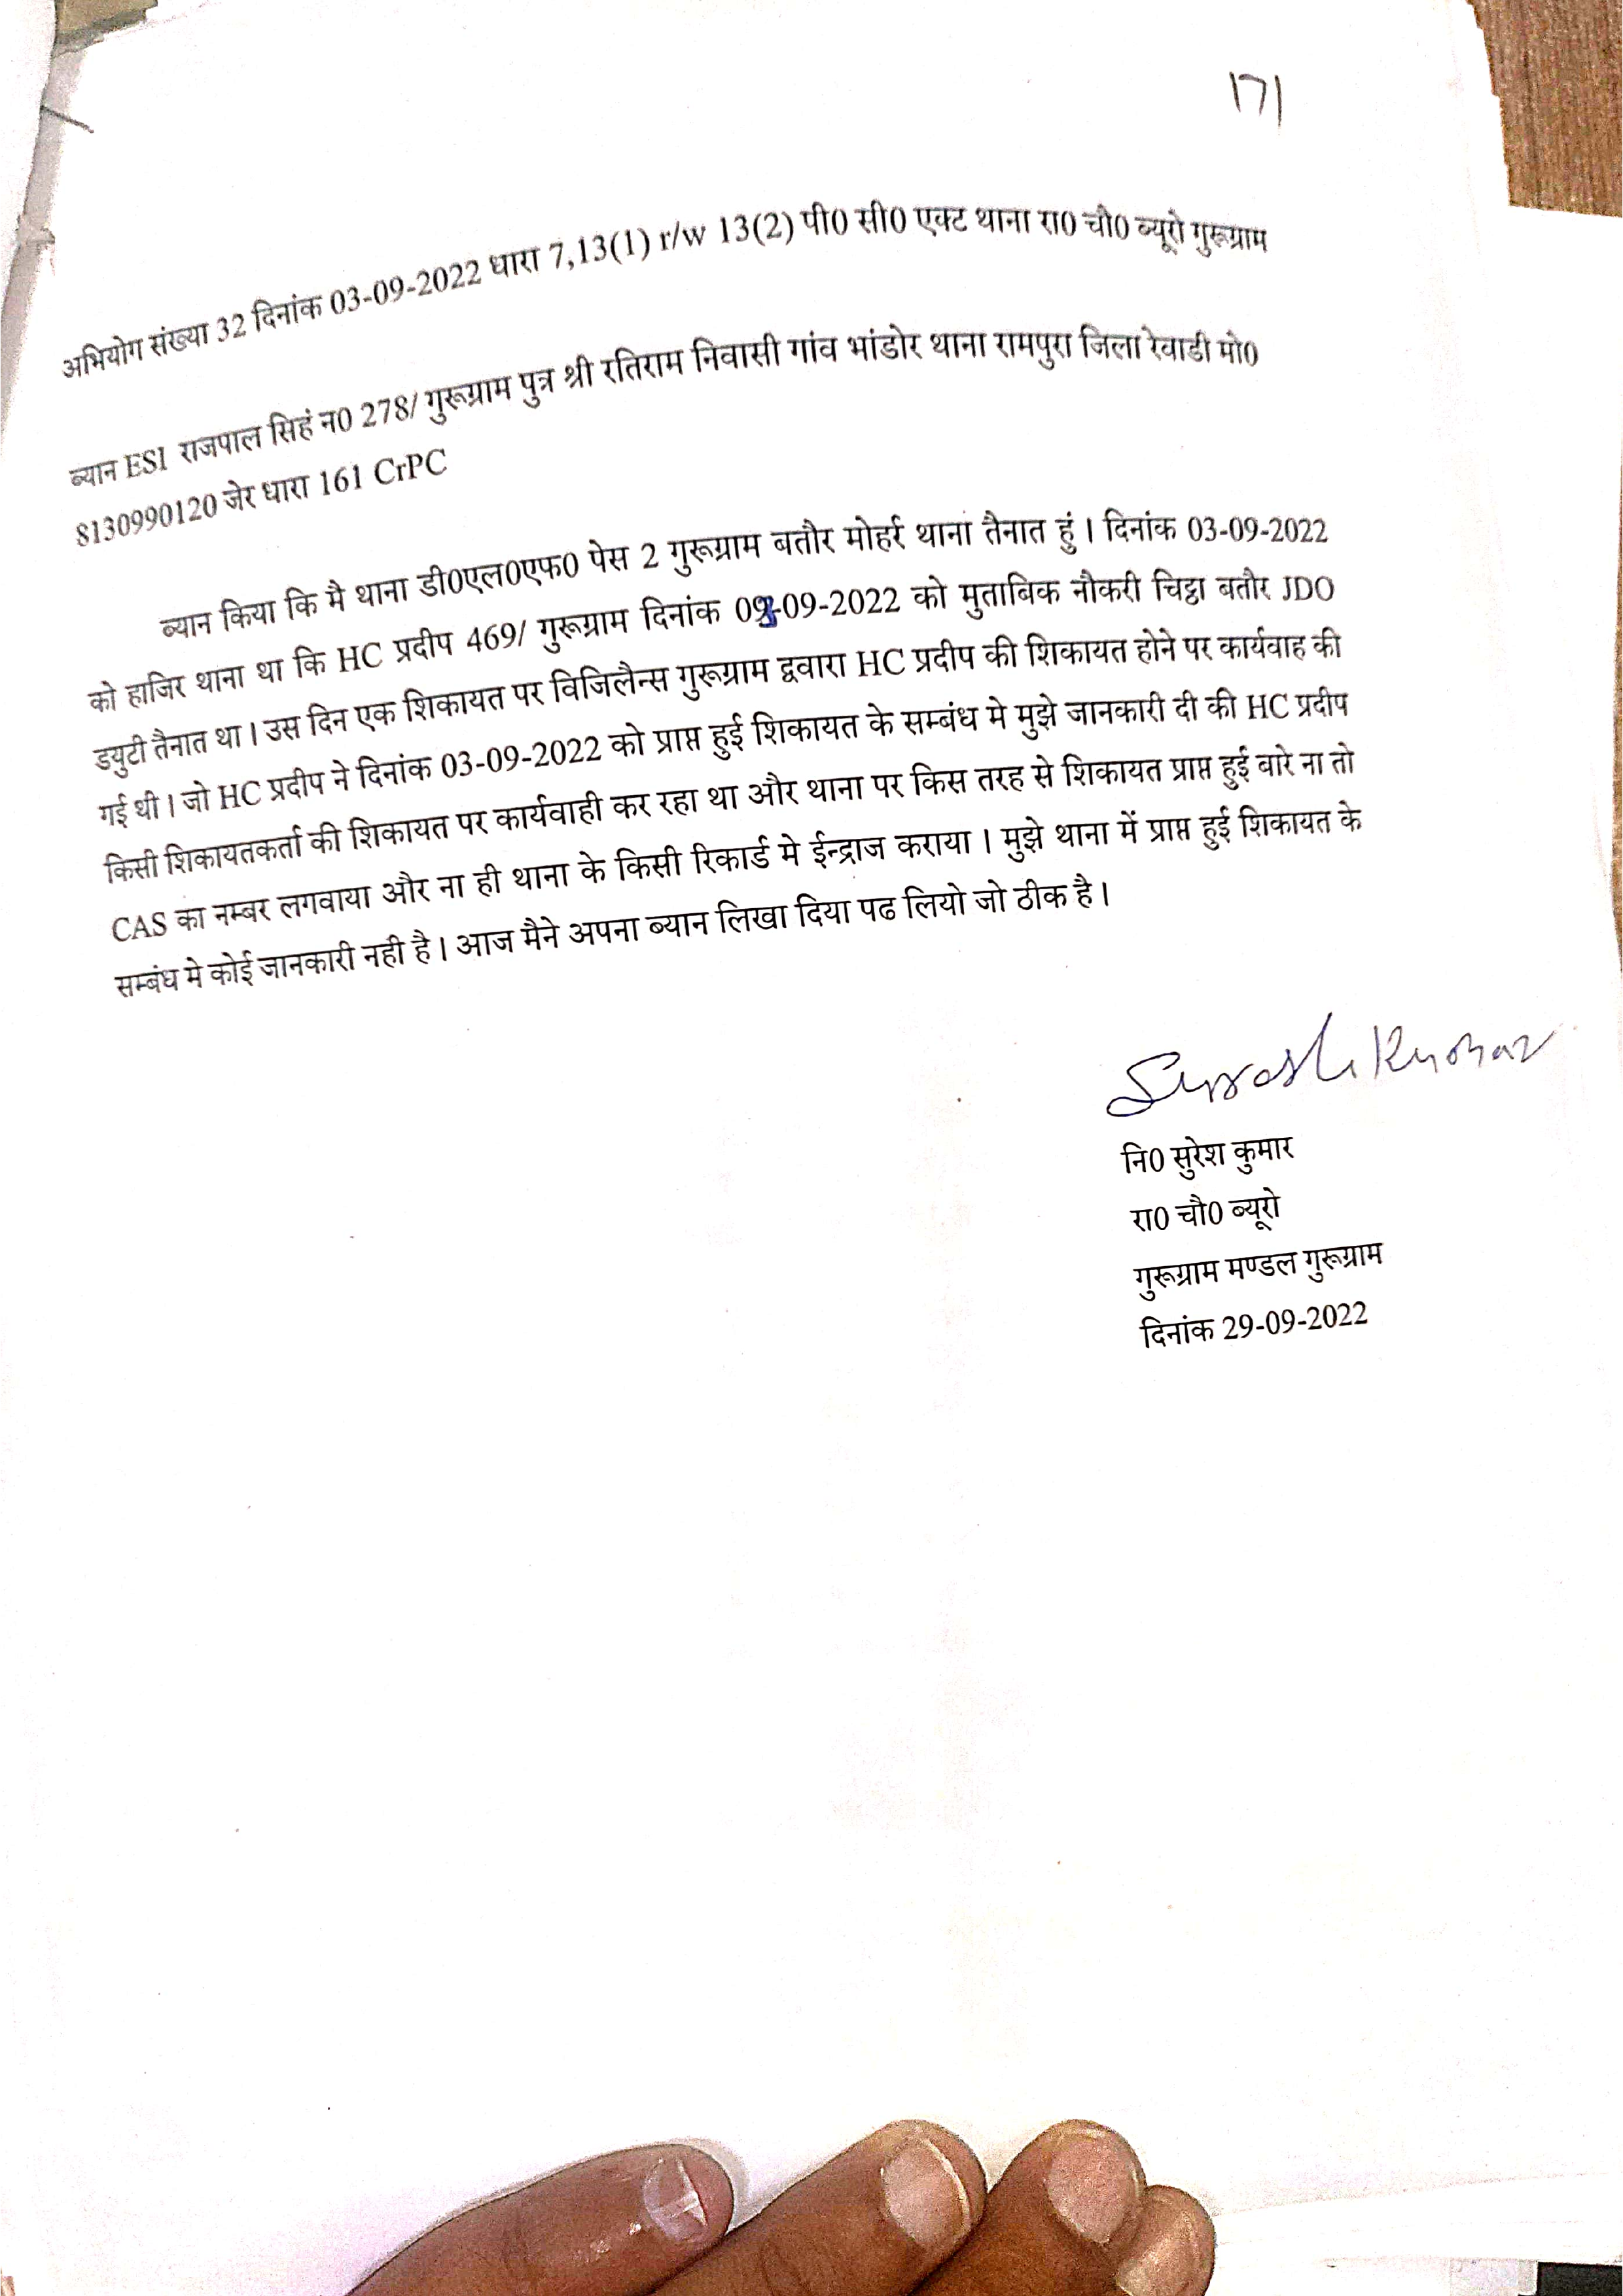 171
अभियोग संख्या 32 दिनांक 03-09-2022 धारा 7,13(1) r/w 13(2) पी0 सी0 एक्ट थाना रा0 चौ0 ब्यूरो गुरूग्राम
ब्यान ESI राजपाल सिहं न0 278/ गुरूग्राम पुत्र श्री रतिराम निवासी गांव भांडोर थाना रामपुरा जिला रेवाडी मो0
8130990120 जेर धारा 161 CrPC
ब्यान किया कि मै थाना डी0एल0एफ0 पेस 2 गुरूग्राम बतौर मोहर्र थाना तैनात हुं । दिनांक 03-09-2022
को हाजिर थाना था कि HC प्रदीप 469/ गुरूग्राम दिनांक -09-2022 को मुताबिक नौकरी चिट्ठा बतौर JDO
डयुटी तैनात था । उस दिन एक शिकायत पर विजिलैन्स गुरूग्राम द्ववारा HC प्रदीप की शिकायत होने पर कार्यवाह की
गई थी । जो HC प्रदीप ने दिनांक 03-09-2022 को प्राप्त हुई शिकायत के सम्बंध मे मुझे जानकारी दी की HC प्रदीप
किसी शिकायतकर्ता की शिकायत पर कार्यवाही कर रहा था और थाना पर किस तरह से शिकायत प्राप्त हुई बारे ना तो
CAS का नम्बर लगवाया और ना ही थाना के किसी रिकार्ड मे ईन्द्राज कराया । मुझे थाना में प्राप्त हुई शिकायत के
सम्बंध मे कोई जानकारी नही है । आज मैने अपना ब्यान लिखा दिया पढ लियो जो ठीक है ।
Suresh Kumar
नि0 सुरेश कुमार
रा0 चौ0 ब्यूरो
गुरूग्राम मण्डल गुरूग्राम
दिनांक 29-09-2022